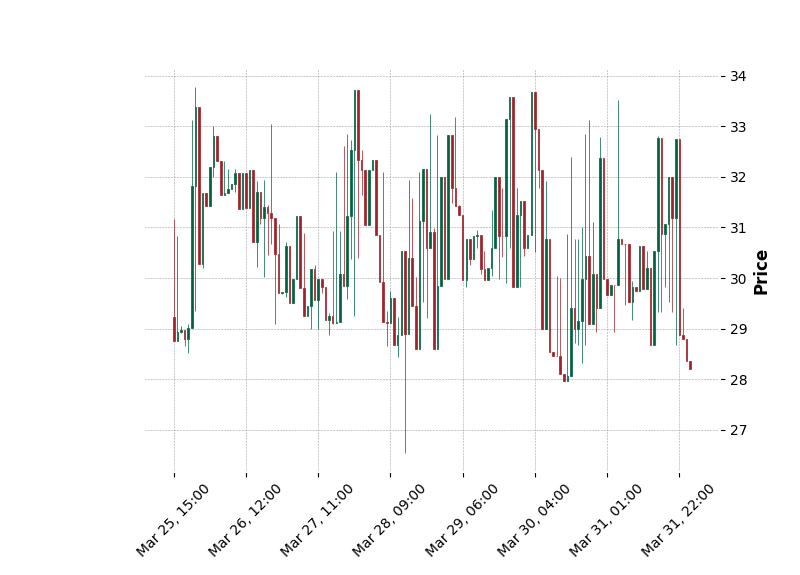 34
33
32
31
30
29
28
27
Price
Mar 25, 15:00
Mar 26, 12:00
Mar 27, 11:00
Mar 28, 09:00
Mar 29, 06:00
Mar 30, 04:00
Mar 31, 01:00
Mar 31, 22:00